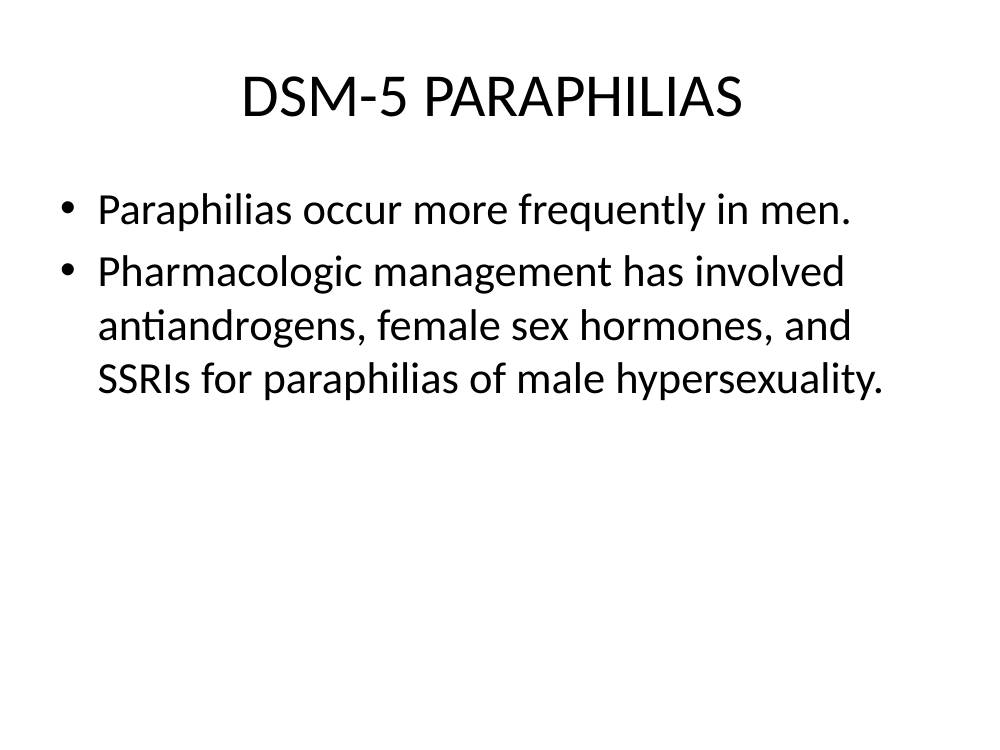 DSM-5 PARAPHILIAS
• Paraphilias occur more frequently in men.
• Pharmacologic management has involved
antiandrogens, female sex hormones, and
SSRIs for paraphilias of male hypersexuality.